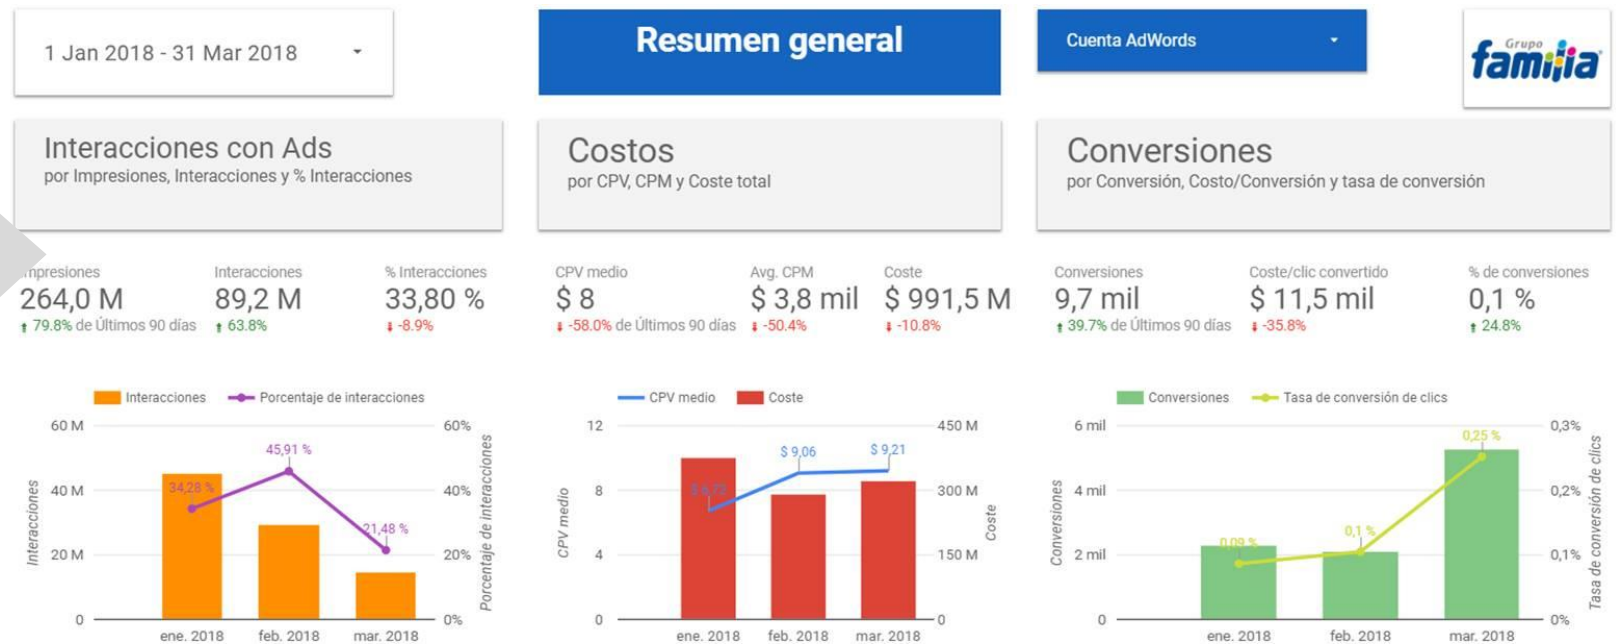 1 Jan 2018 - 31 Mar 2018
Resumen general
Cuenta AdWords
Grupo
familia
Interacciones con Ads
por Impresiones, Interacciones y % Interacciones
Costos
por CPV, CPM y Coste total
Conversiones
por Conversión, Costo/Conversión y tasa de conversión
mpresiones
264,0 M
79.8% de Últimos 90 días
Interacciones
89,2 M
63.8%
% Interacciones
33,80 %
-8.9%
CPV medio
$ 8
-58.0% de Últimos 90 días
Avg. CPM
$ 3,8 mil
-50.4%
Coste
$ 991,5 M
-10.8%
Conversiones
9,7 mil
39.7% de Últimos 90 días
Coste/clic convertido
$ 11,5 mil
-35.8%
% de conversiones
0,1 %
24.8%
Interacciones
Porcentaje de interacciones
60 M
40 M
20 M
0
Interacciones
34,28 %
45,91 %
21,48 %
60%
40%
20%
0%
Porcentaje de interacciones
ene. 2018
feb. 2018
mar. 2018
CPV medio
Coste
12
8
4
0
CPV medio
$ 9,06
$ 9,21
450 M
300 M
150 M
0
Coste
ene. 2018
feb. 2018
mar. 2018
Conversiones
Tasa de conversión de clics
6 mil
4 mil
2 mil
0
Conversiones
0,09 %
0,1 %
0,25 %
0,3%
0,2%
0,1%
0%
Tasa de conversión de clics
ene. 2018
feb. 2018
mar. 2018